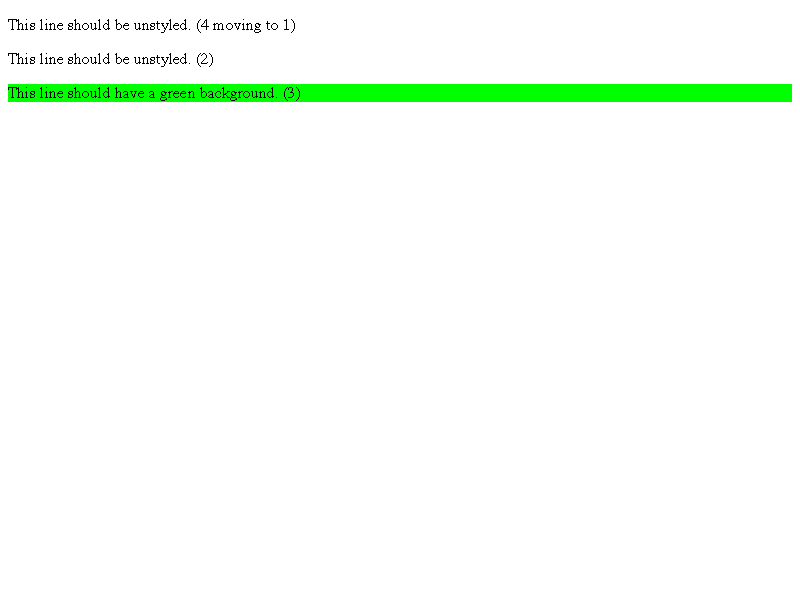 This line should be unstyled. (4 moving to 1)
This line should be unstyled. (2)
This line should have a green background. (3)